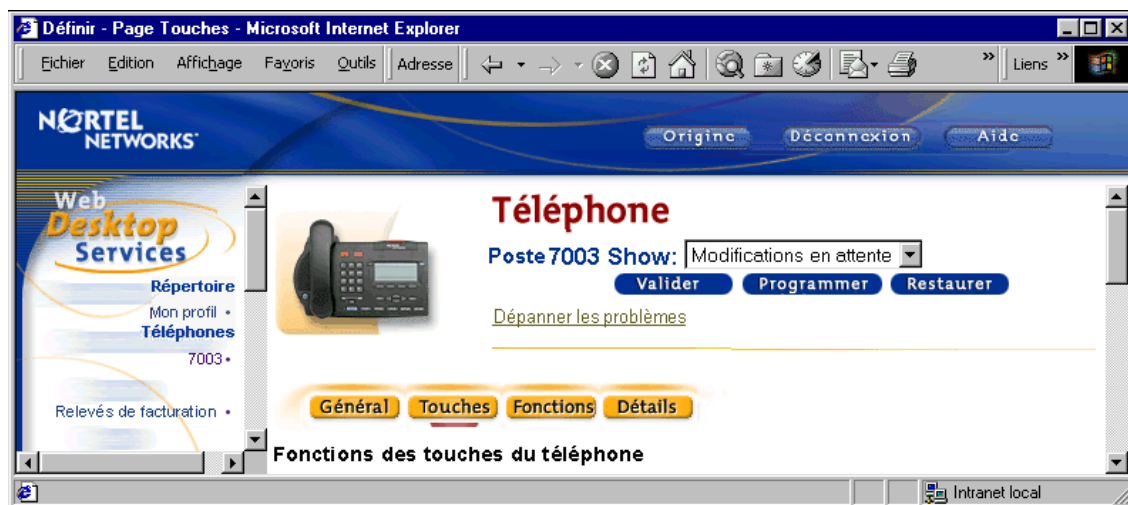 Définir - Page Touches - Microsoft Internet Explorer
Fichier Edition Affichage Favoris Outils Adresse » Liens »
NORTEL
NETWORKS
Origine Déconnexion Aide
Web
Desktop
Services
Répertoire
Mon profil •
Téléphones
7003 •
Relevés de facturation •
Téléphone
Poste 7003 Show: Modifications en attente
Valider Programmer Restaurer
Dépanner les problèmes
Général Touches Fonctions Détails
Fonctions des touches du téléphone
Intranet local